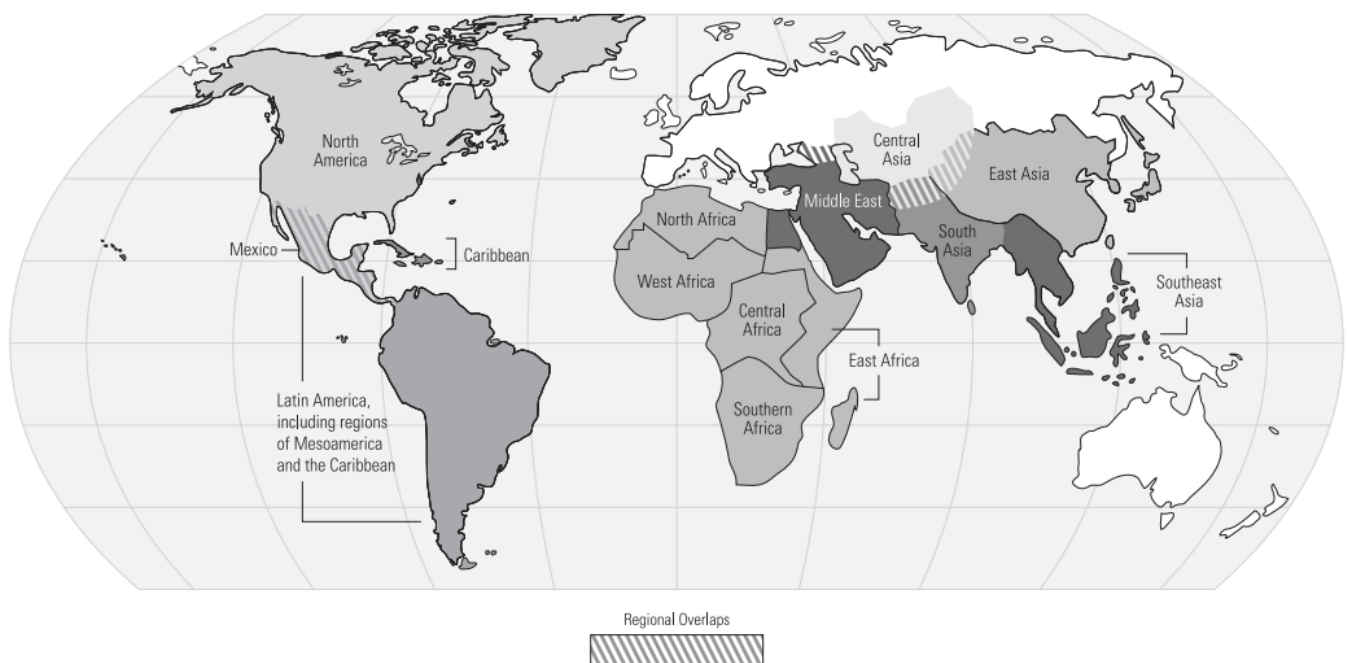 North
America
Central
Asia
East Asia
Middle East
North Africa
South
Asia
Mexico
Caribbean
West Africa
Southeast
Asia
Central
Africa
East Africa
Latin America,
including regions
of Mesoamerica
and the Caribbean
Southern
Africa
Regional Overlaps